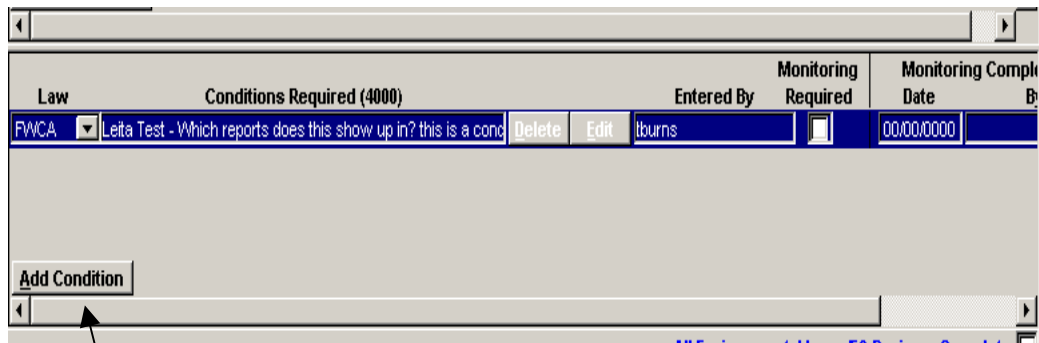 Monitoring Monitoring
Law Conditions Required (4000) Entered By Required Date
FWCA Leita Test - Which reports does this show up in? this is a cond Delete Edit tburns 00/00/0000
Add Condition